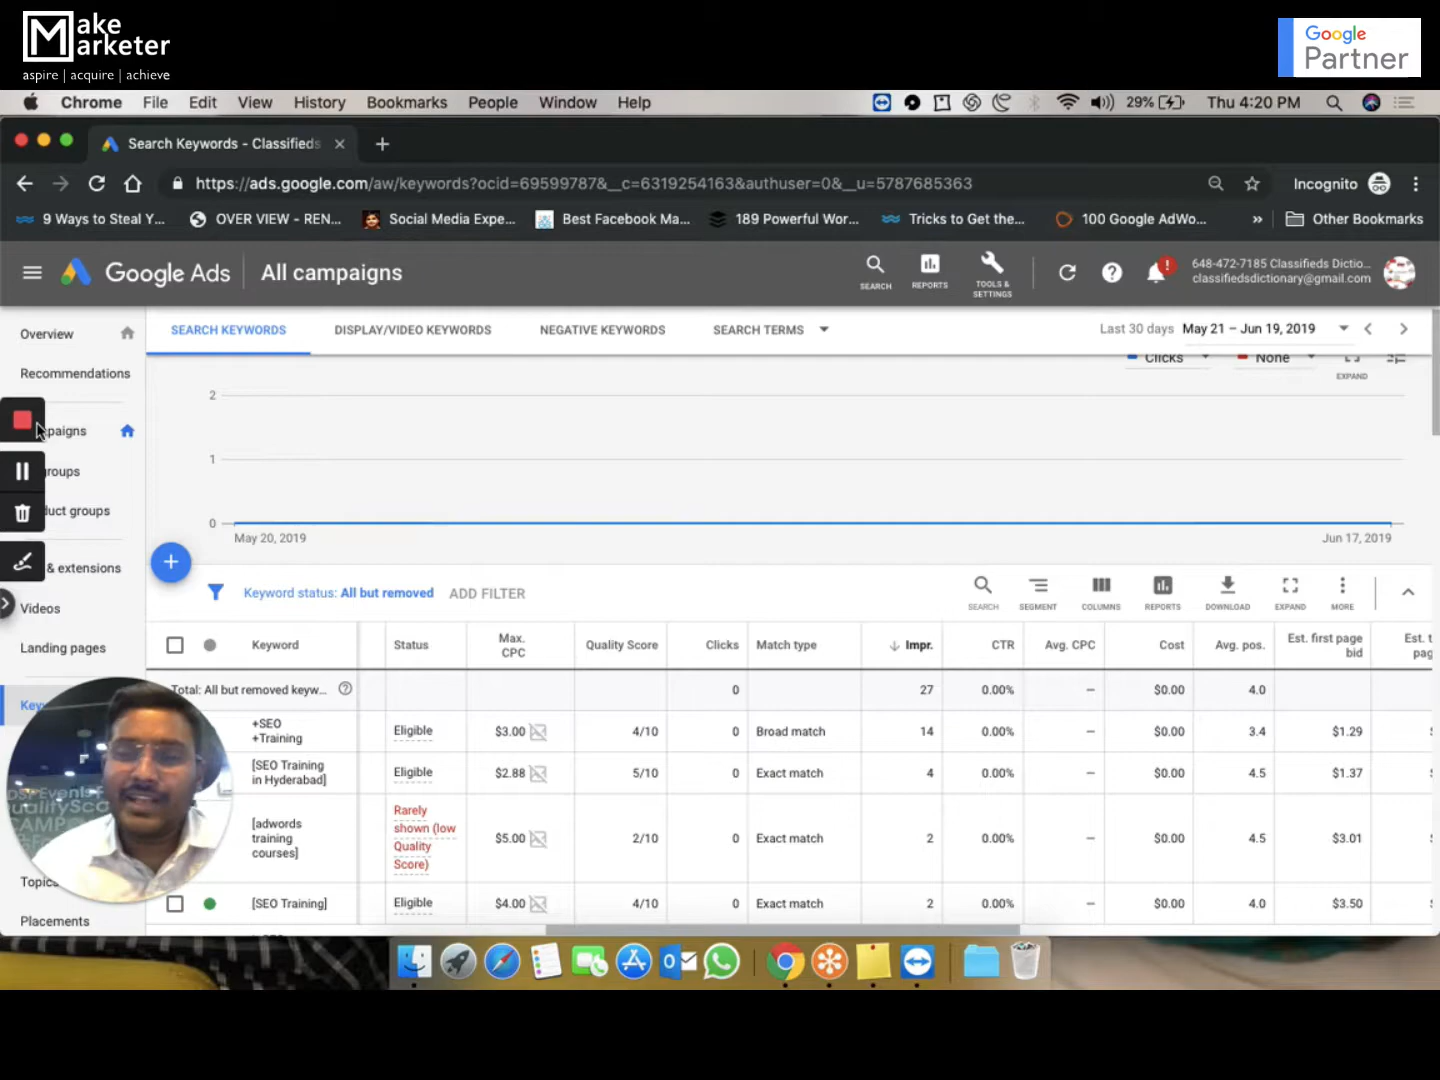 Make
Marketer
aspire | acquire | achieve
Google
Partner
Chrome File Edit View History Bookmarks People Window Help 29% Thu 4:20 PM
Search Keywords - Classifieds
https://ads.google.com/aw/keywords?ocid=69599787&__c=6319254163&authuser=0&__u=5787685363 Incognito
9 Ways to Steal Y... OVER VIEW - REN... Social Media Expe... Best Facebook Ma... 189 Powerful Wor... Tricks to Get the... 100 Google AdWo... » Other Bookmarks
Google Ads All campaigns
SEARCH REPORTS TOOLS & SETTINGS
648-472-7185 Classifieds Dictio...
classifiedsdictionary@gmail.com
Overview
Recommendations
paigns
roups
duct groups
& extensions
Videos
Landing pages
Key
Topics
Placements
SEARCH KEYWORDS DISPLAY/VIDEO KEYWORDS NEGATIVE KEYWORDS SEARCH TERMS Last 30 days May 21 – Jun 19, 2019
Clicks None
EXPAND
2
1
0
May 20, 2019 Jun 17, 2019
Keyword status: All but removed ADD FILTER
SEARCH SEGMENT COLUMNS REPORTS DOWNLOAD EXPAND MORE
Keyword Status Max. CPC Quality Score Clicks Match type Impr. CTR Avg. CPC Cost Avg. pos. Est. first page bid Est. t pag
Total: All but removed keyw... 0 27 0.00% – $0.00 4.0
+SEO +Training Eligible $3.00 4/10 0 Broad match 14 0.00% – $0.00 3.4 $1.29
[SEO Training in Hyderabad] Eligible $2.88 5/10 0 Exact match 4 0.00% – $0.00 4.5 $1.37
[adwords training courses] Rarely shown (low Quality Score) $5.00 2/10 0 Exact match 2 0.00% – $0.00 4.5 $3.01
[SEO Training] Eligible $4.00 4/10 0 Exact match 2 0.00% – $0.00 4.0 $3.50